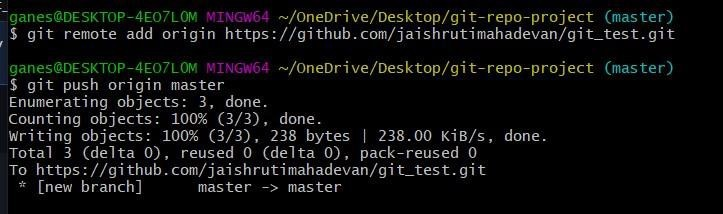 ganes@DESKTOP-4EO7L0M MINGW64 ~/OneDrive/Desktop/git-repo-project (master)
$ git remote add origin https://github.com/jaishrutimahadevan/git_test.git
ganes@DESKTOP-4EO7L0M MINGW64 ~/OneDrive/Desktop/git-repo-project (master)
$ git push origin master
Enumerating objects: 3, done.
Counting objects: 100% (3/3), done.
Writing objects: 100% (3/3), 238 bytes | 238.00 KiB/s, done.
Total 3 (delta 0), reused 0 (delta 0), pack-reused 0
To https://github.com/jaishrutimahadevan/git_test.git
 * [new branch]      master -> master